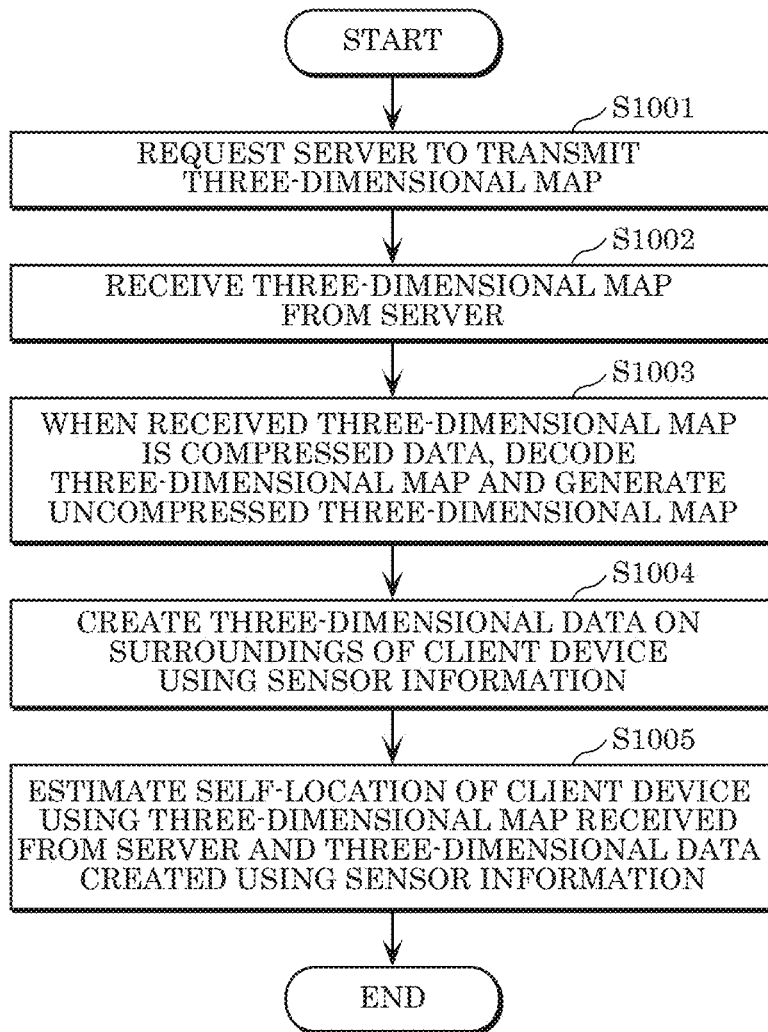 START
S1001
REQUEST SERVER TO TRANSMIT
THREE-DIMENSIONAL MAP
S1002
RECEIVE THREE-DIMENSIONAL MAP
FROM SERVER
S1003
WHEN RECEIVED THREE-DIMENSIONAL MAP
IS COMPRESSED DATA, DECODE
THREE-DIMENSIONAL MAP AND GENERATE
UNCOMPRESSED THREE-DIMENSIONAL MAP
S1004
CREATE THREE-DIMENSIONAL DATA ON
SURROUNDINGS OF CLIENT DEVICE
USING SENSOR INFORMATION
S1005
ESTIMATE SELF-LOCATION OF CLIENT DEVICE
USING THREE-DIMENSIONAL MAP RECEIVED
FROM SERVER AND THREE-DIMENSIONAL DATA
CREATED USING SENSOR INFORMATION
END